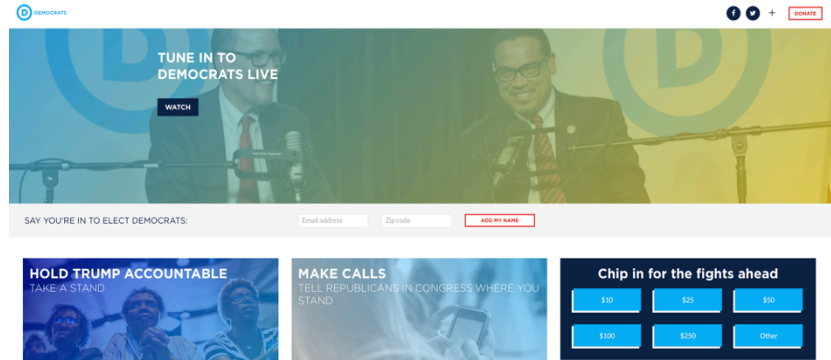 D DEMOCRATS
f + DONATE
TUNE IN TO
DEMOCRATS LIVE
WATCH
SAY YOU'RE IN TO ELECT DEMOCRATS:
Email address
Zip code
ADD MY NAME
HOLD TRUMP ACCOUNTABLE
TAKE A STAND
MAKE CALLS
TELL REPUBLICANS IN CONGRESS WHERE YOU
STAND
Chip in for the fights ahead
$10 $25 $50
$100 $250 Other